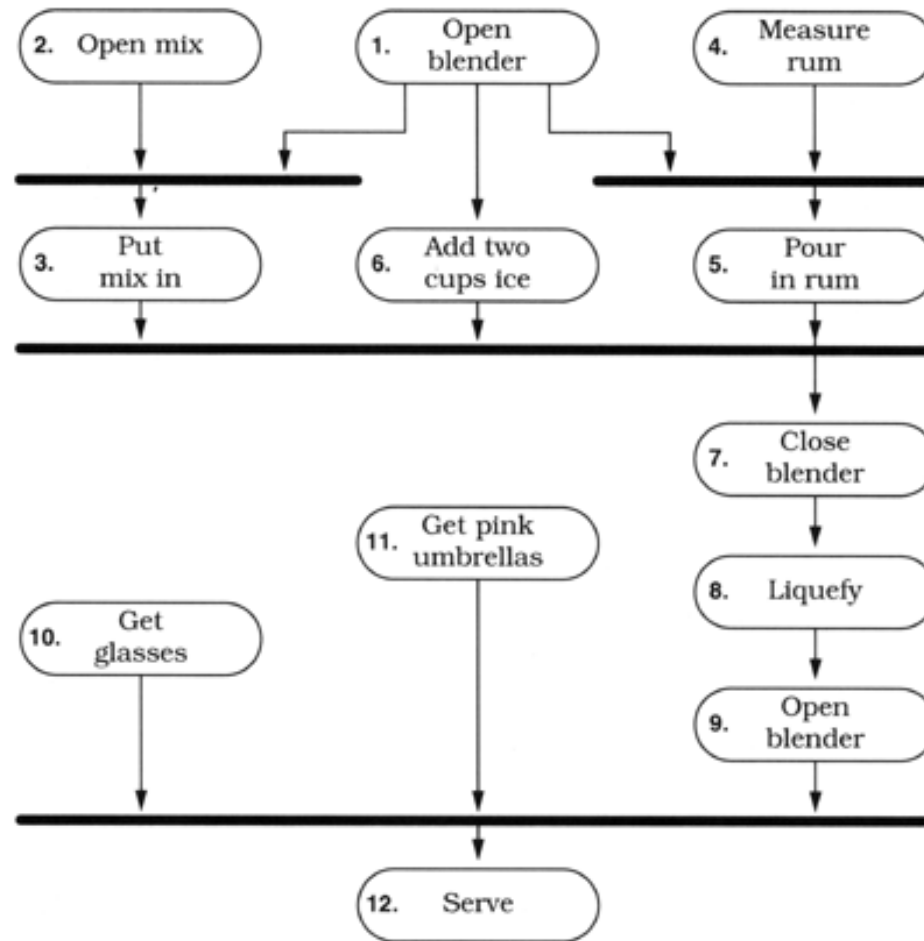 2. Open mix
1. Open
blender
4. Measure
rum
3. Put
mix in
6. Add two
cups ice
5. Pour
in rum
7. Close
blender
11. Get pink
umbrellas
8. Liquefy
10. Get
glasses
9. Open
blender
12. Serve